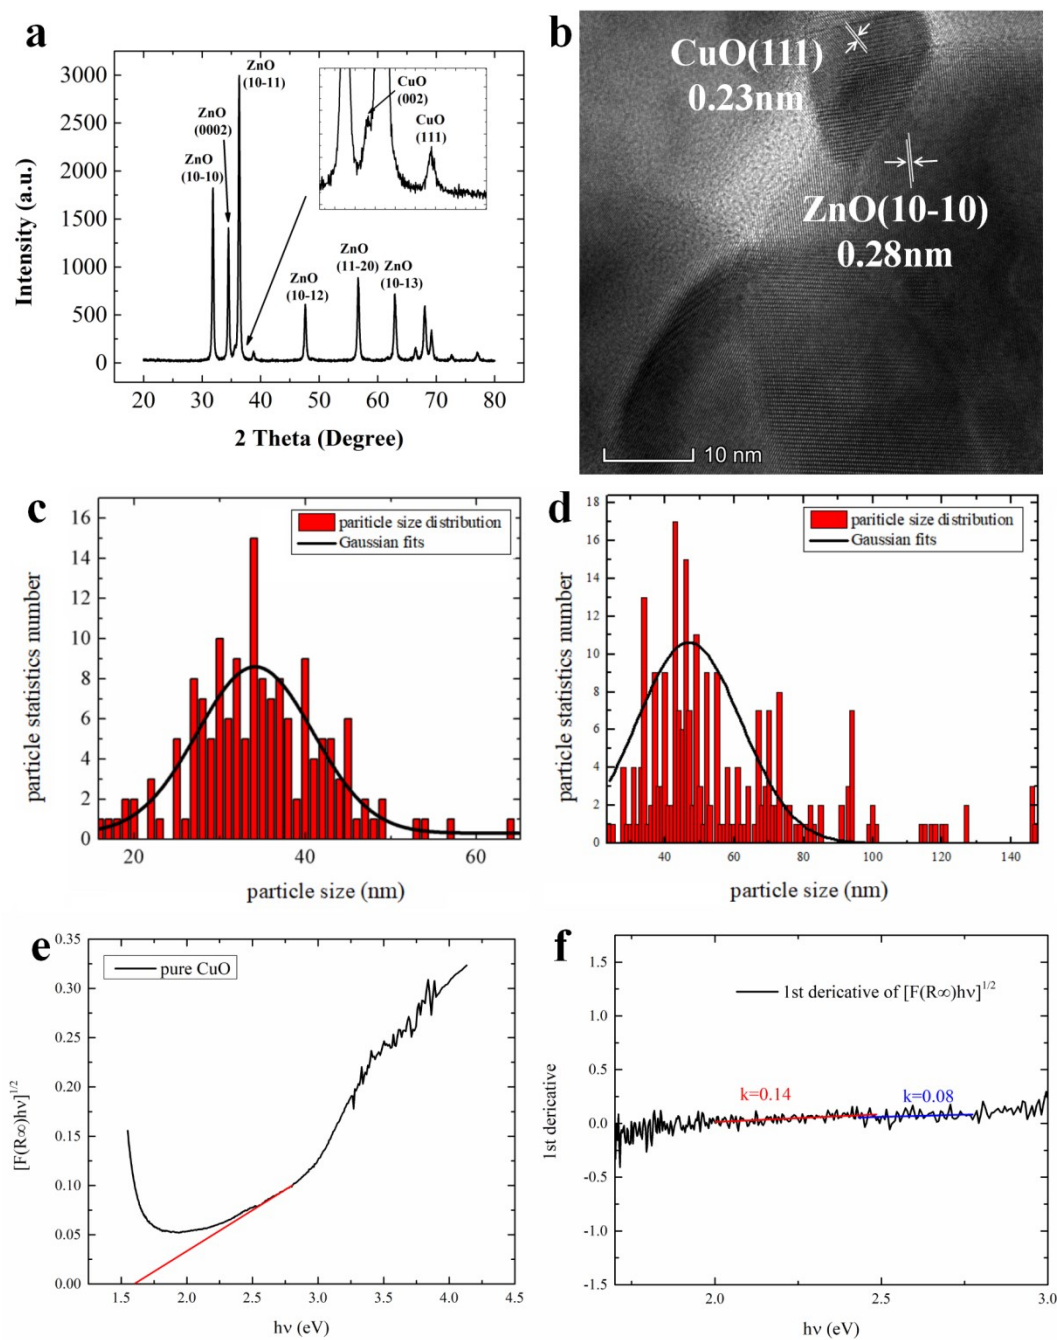 a
ZnO
(10-11)
ZnO
(0002)
ZnO
(10-10)
CuO
(002)
CuO
(111)
ZnO
(10-12)
ZnO
(11-20)
ZnO
(10-13)
3000
2500
2000
1500
1000
500
0
Intensity (a.u.)
20 30 40 50 60 70 80
2 Theta (Degree)
b
CuO(111)
0.23nm
ZnO(10-10)
0.28nm
10 nm
c
pariticle size distribution
Gaussian fits
16
14
12
10
8
6
4
2
0
particle statistics number
20 40 60
particle size (nm)
d
pariticle size distribution
Gaussian fits
18
16
14
12
10
8
6
4
2
0
particle statistics number
40 60 80 100 120 140
particle size (nm)
e
pure CuO
0.35
0.30
0.25
0.20
0.15
0.10
0.05
0.00
[F(R∞)hν]1/2
1.5 2.0 2.5 3.0 3.5 4.0 4.5
hν (eV)
f
1st dericative of [F(R∞)hν]1/2
1.5
1.0
0.5
0.0
-0.5
-1.0
-1.5
1st dericative
k=0.14
k=0.08
2.0 2.5 3.0
hν (eV)